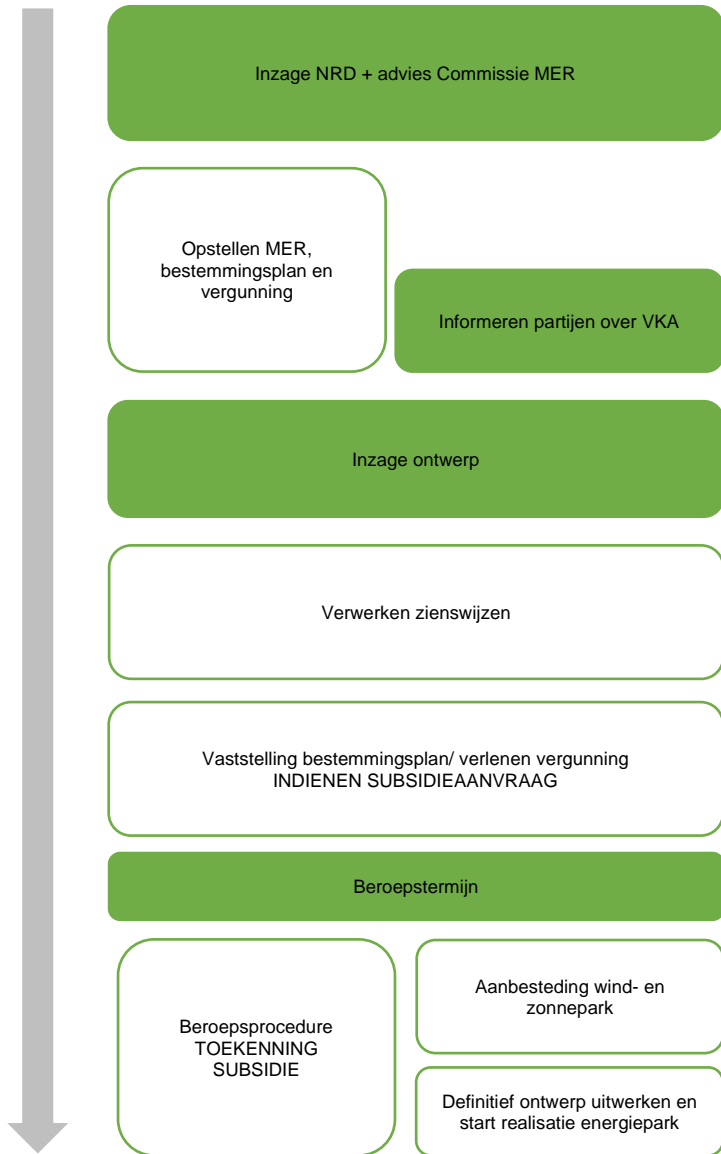 Inzage NRD + advies Commissie MER
Opstellen MER,
bestemmingsplan en
vergunning
Informeren partijen over VKA
Inzage ontwerp
Verwerken zienswijzen
Vaststelling bestemmingsplan/ verlenen vergunning
INDIENEN SUBSIDIEAANVRAAG
Beroepstermijn
Beroepsprocedure
TOEKENNING
SUBSIDIE
Aanbesteding wind- en
zonnepark
Definitief ontwerp uitwerken en
start realisatie energiepark